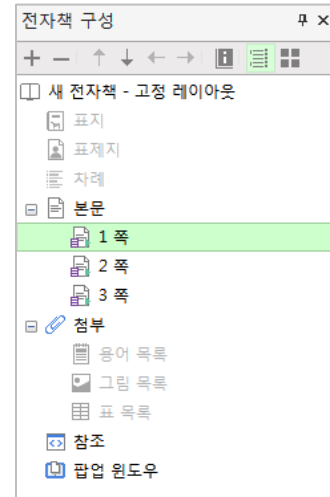 전자책 구성
새 전자책 - 고정 레이아웃
표지
표제지
차례
본문
1 쪽
2 쪽
3 쪽
첨부
용어 목록
그림 목록
표 목록
참조
팝업 윈도우